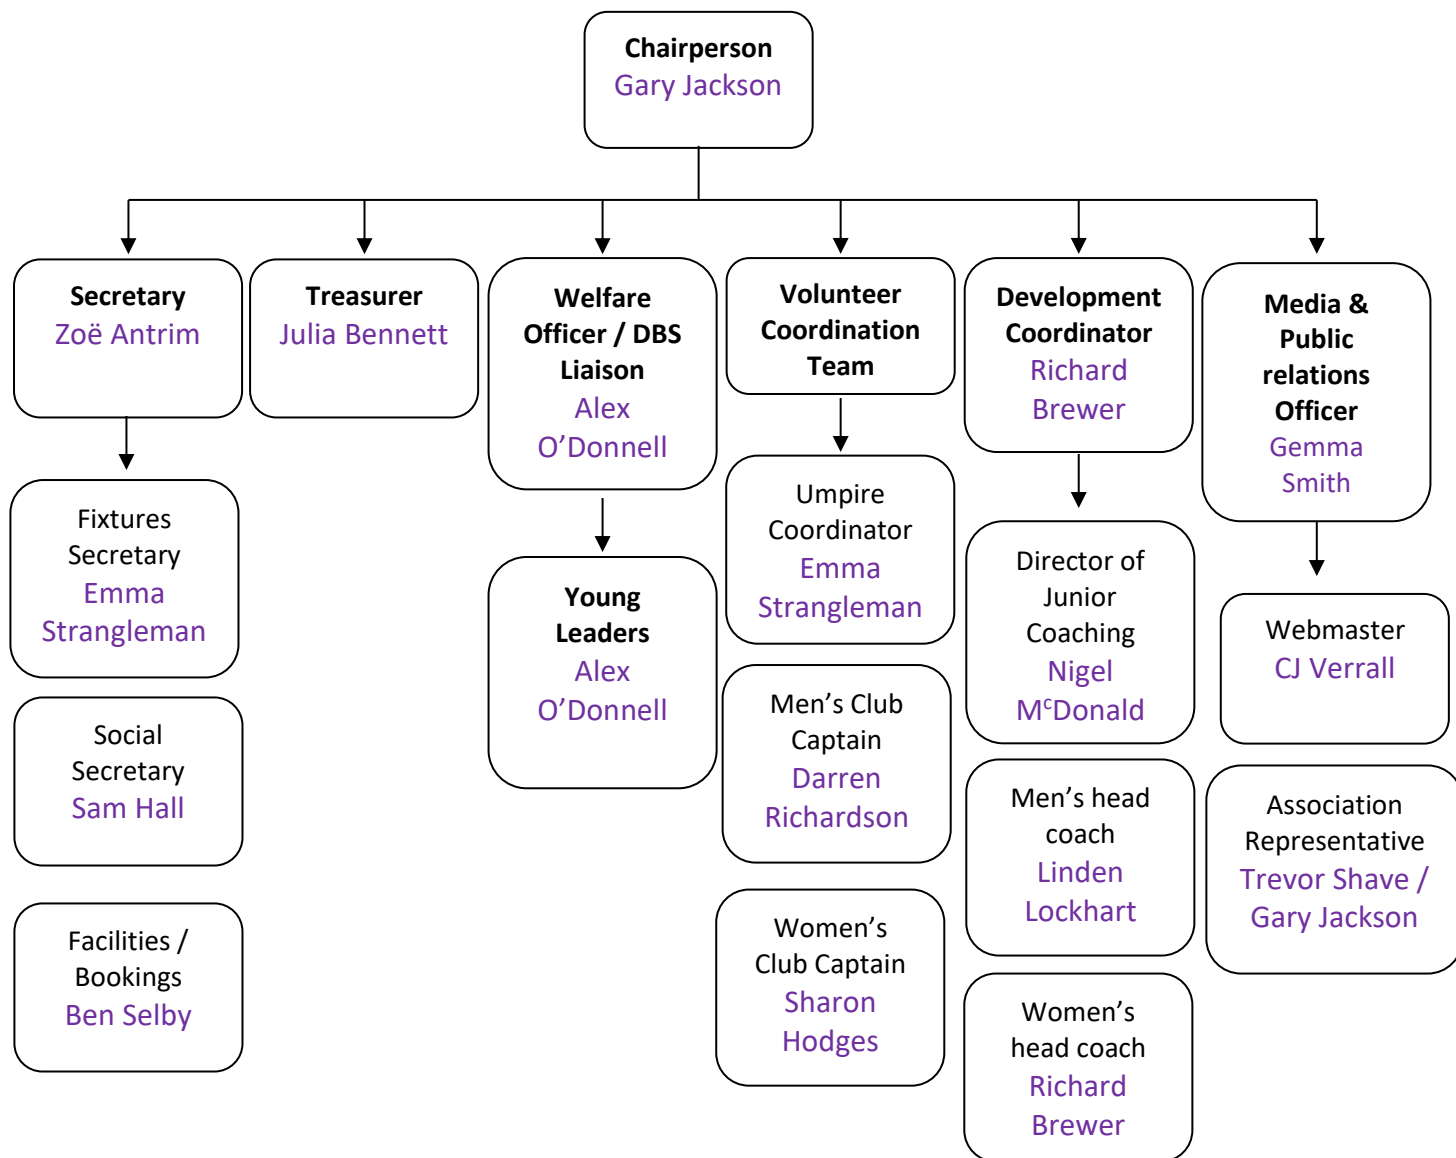 Chairperson
Gary Jackson
Secretary
Zoë Antrim
Treasurer
Julia Bennett
Welfare
Officer / DBS
Liaison
Alex
O’Donnell
Volunteer
Coordination
Team
Development
Coordinator
Richard
Brewer
Media &
Public
relations
Officer
Gemma
Smith
Fixtures
Secretary
Emma
Strangleman
Social
Secretary
Sam Hall
Facilities /
Bookings
Ben Selby
Young
Leaders
Alex
O’Donnell
Umpire
Coordinator
Emma
Strangleman
Men’s Club
Captain
Darren
Richardson
Women’s
Club Captain
Sharon
Hodges
Director of
Junior
Coaching
Nigel
MᶜDonald
Men’s head
coach
Linden
Lockhart
Women’s
head coach
Richard
Brewer
Webmaster
CJ Verrall
Association
Representative
Trevor Shave /
Gary Jackson